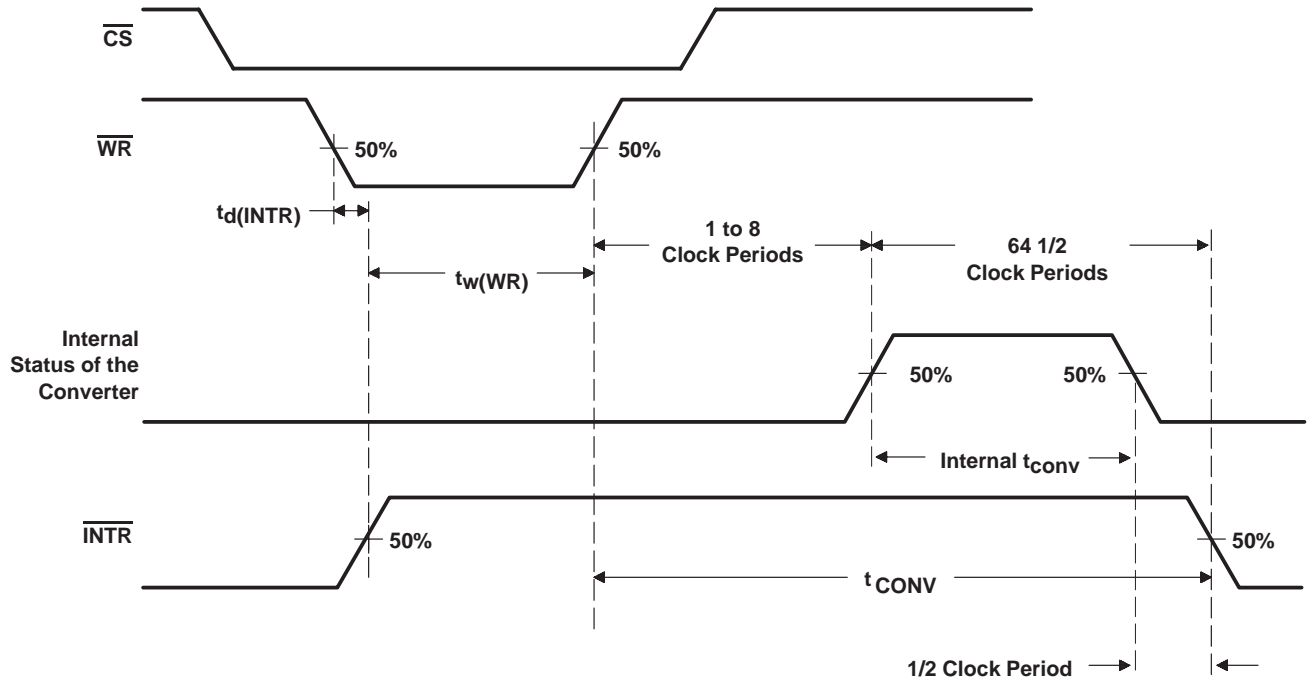 CS
WR
50%
50%
td(INTR)
1 to 8
Clock Periods
64 1/2
Clock Periods
tw(WR)
Internal
Status of the
Converter
50%
50%
Internal tconv
INTR
50%
50%
tCONV
1/2 Clock Period